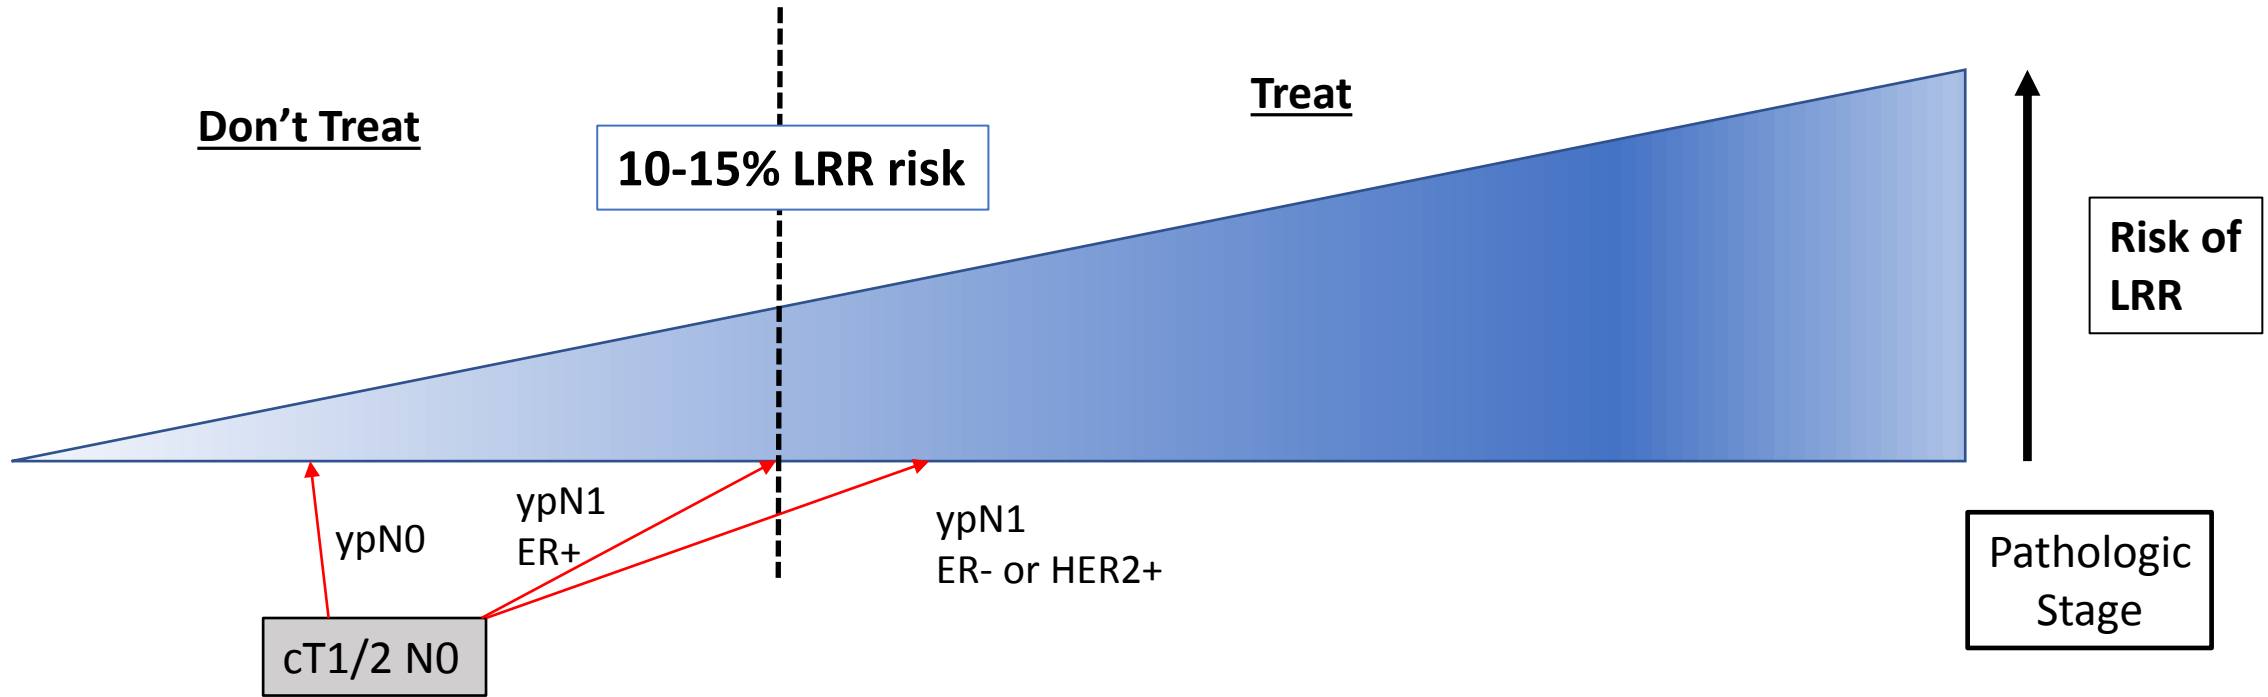 Don't Treat
Treat
10-15% LRR risk
Risk of
LRR
ypN0
ypN1
ER+
ypN1
ER- or HER2+
cT1/2 N0
Pathologic
Stage